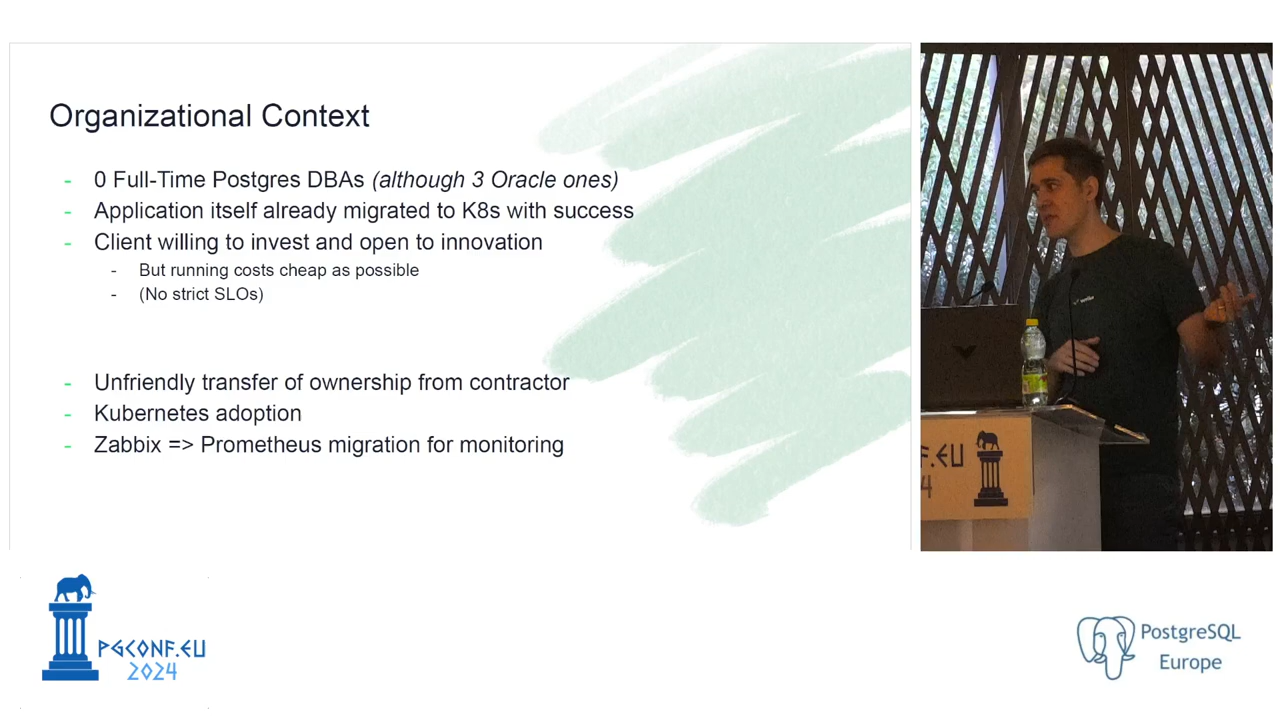 Organizational Context
- 0 Full-Time Postgres DBAs (although 3 Oracle ones)
- Application itself already migrated to K8s with success
- Client willing to invest and open to innovation
- But running costs cheap as possible
- (No strict SLOs)
- Unfriendly transfer of ownership from contractor
- Kubernetes adoption
- Zabbix => Prometheus migration for monitoring
F.EU
4
PGCONF.EU
2024
PostgreSQL
Europe